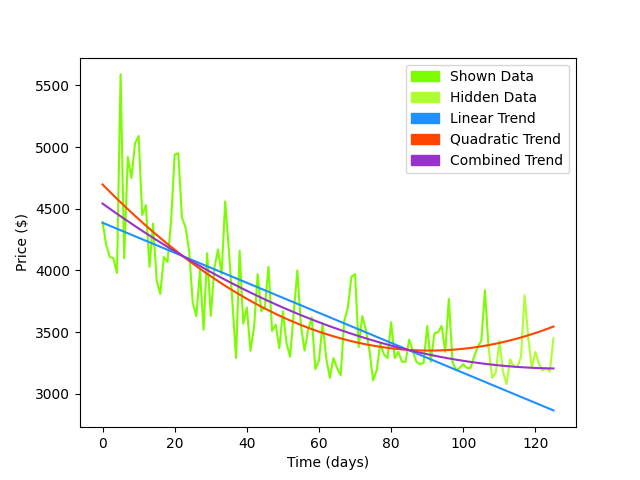 Shown Data
Hidden Data
Linear Trend
Quadratic Trend
Combined Trend
Price ($)
5500
5000
4500
4000
3500
3000
0 20 40 60 80 100 120
Time (days)